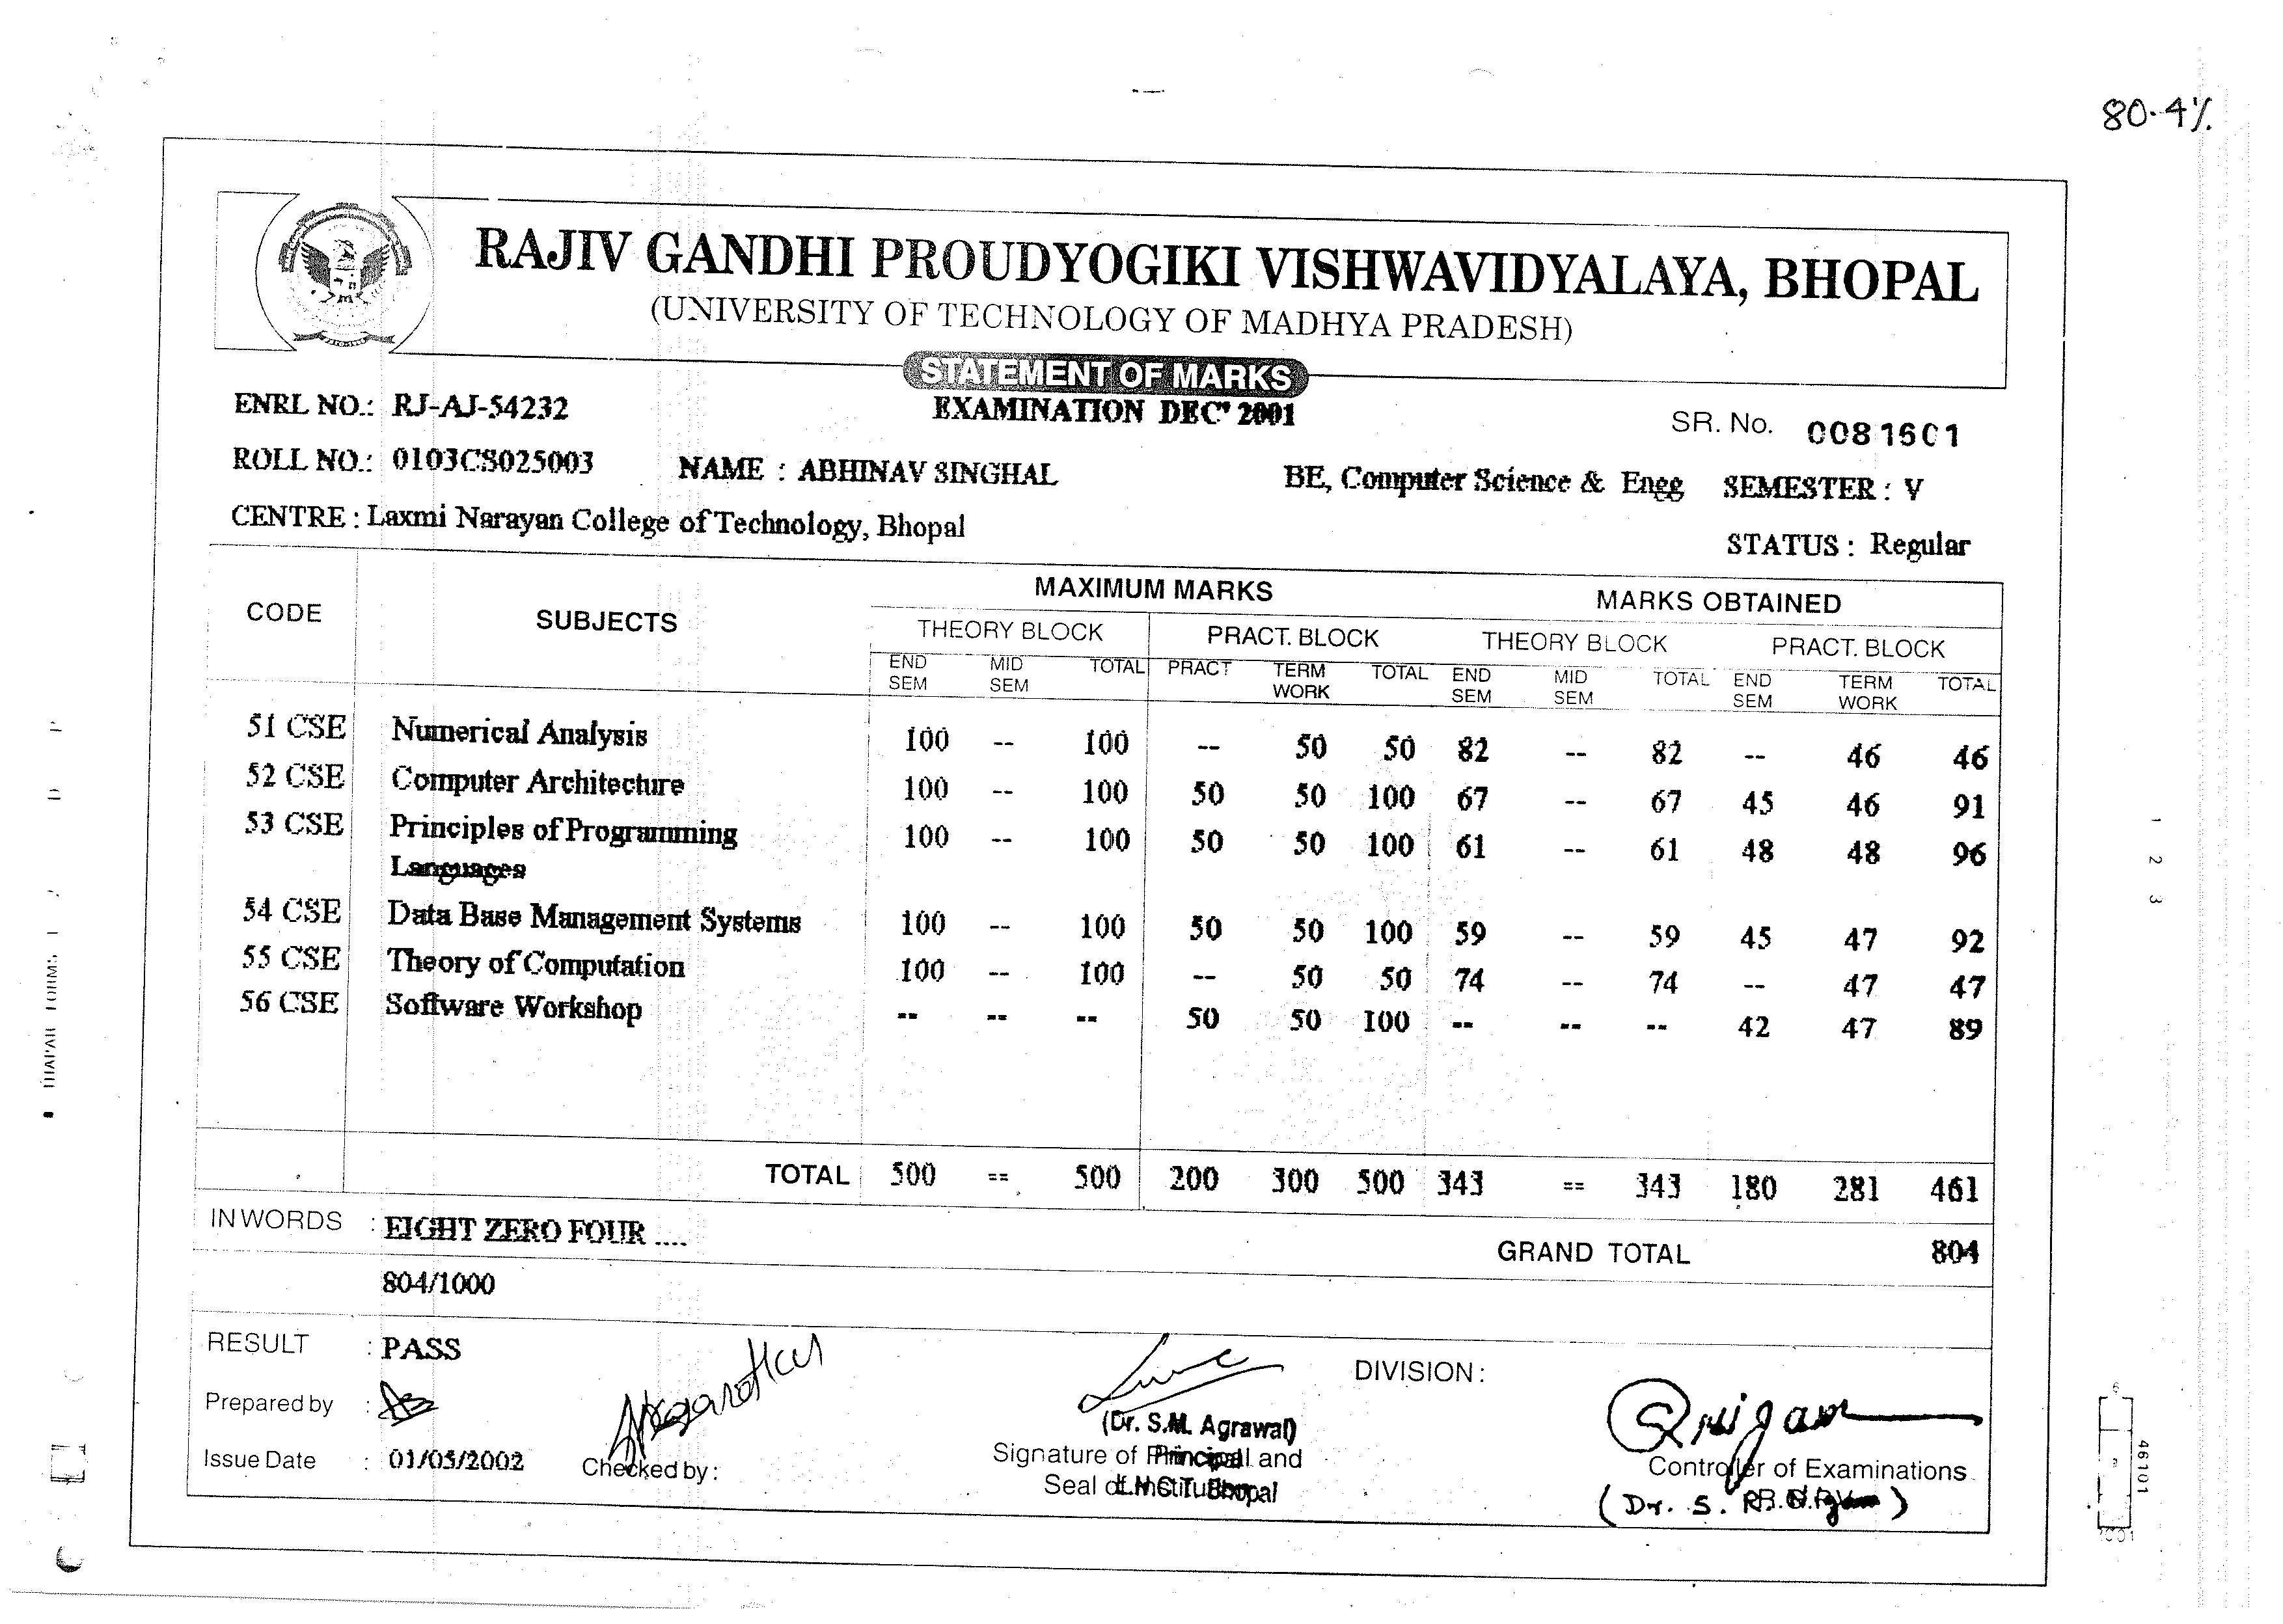 80.4%
RAJIV GANDHI PROUDYOGIKI VISHWAVIDYALAYA, BHOPAL
(UNIVERSITY OF TECHNOLOGY OF MADHYA PRADESH)
STATEMENT OF MARKS
ENRL NO.: RJ-AJ-54232 EXAMINATION DEC' 2001 SR. No. 0081601
ROLL NO.: 0103CS025003 NAME : ABHINAV SINGHAL BE, Computer Science & Engg SEMESTER : V
CENTRE : Laxmi Narayan College of Technology, Bhopal STATUS : Regular
CODE SUBJECTS MAXIMUM MARKS MARKS OBTAINED
THEORY BLOCK PRACT. BLOCK THEORY BLOCK PRACT. BLOCK
END SEM MID SEM TOTAL PRACT TERM WORK TOTAL END SEM MID SEM TOTAL END SEM TERM WORK TOTAL
51 CSE Numerical Analysis 100 -- 100 -- 50 50 82 -- 82 -- 46 46
52 CSE Computer Architecture 100 -- 100 50 50 100 67 -- 67 45 46 91
53 CSE Principles of Programming 100 -- 100 50 50 100 61 -- 61 48 48 96
Languages
54 CSE Data Base Management Systems 100 -- 100 50 50 100 59 -- 59 45 47 92
55 CSE Theory of Computation 100 -- 100 -- 50 50 74 -- 74 -- 47 47
56 CSE Software Workshop -- -- -- 50 50 100 -- -- -- 42 47 89
TOTAL 500 == 500 200 300 500 343 == 343 180 281 461
IN WORDS : EIGHT ZERO FOUR ....
GRAND TOTAL 804
804/1000
RESULT : PASS
DIVISION :
Prepared by :
(Dr. S.M. Agrawal)
Issue Date : 01/05/2002 Checked by :
Signature of Principal and
Seal of
Bhopal
Controller of Examinations
(Dr. S. R.
1 2 3
46101